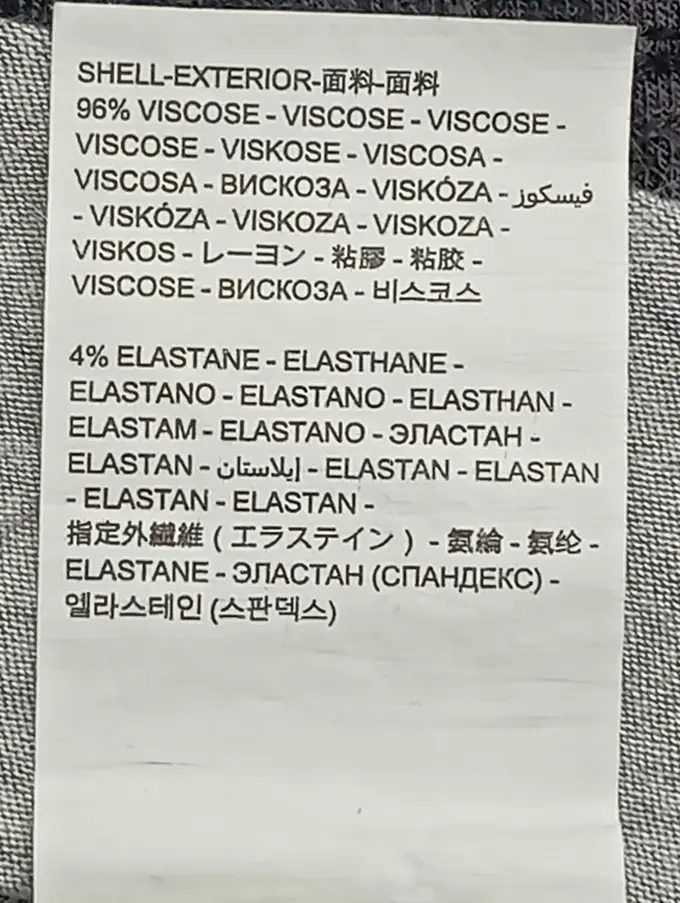 SHELL-EXTERIOR-面料-面料
96% VISCOSE - VISCOSE - VISCOSE -
VISCOSE - VISKOSE - VISCOSA -
VISCOSA - ВИСКОЗА - VISKÓZA - فيسكوز
- VISKÓZA - VISKOZA - VISKOZA -
VISKOS - レーヨン - 粘膠 - 粘胶 -
VISCOSE - ВИСКОЗА - 비스코스
4% ELASTANE - ELASTHANE -
ELASTANO - ELASTANO - ELASTHAN -
ELASTAM - ELASTANO - ЭЛАСТАН -
ELASTAN - إيلاستان - ELASTAN - ELASTAN
- ELASTAN - ELASTAN -
指定外繊維 ( エラステイン ) - 氨綸 - 氨纶 -
ELASTANE - ЭЛАСТАН (СПАНДЕКС) -
엘라스테인 (스판덱스)